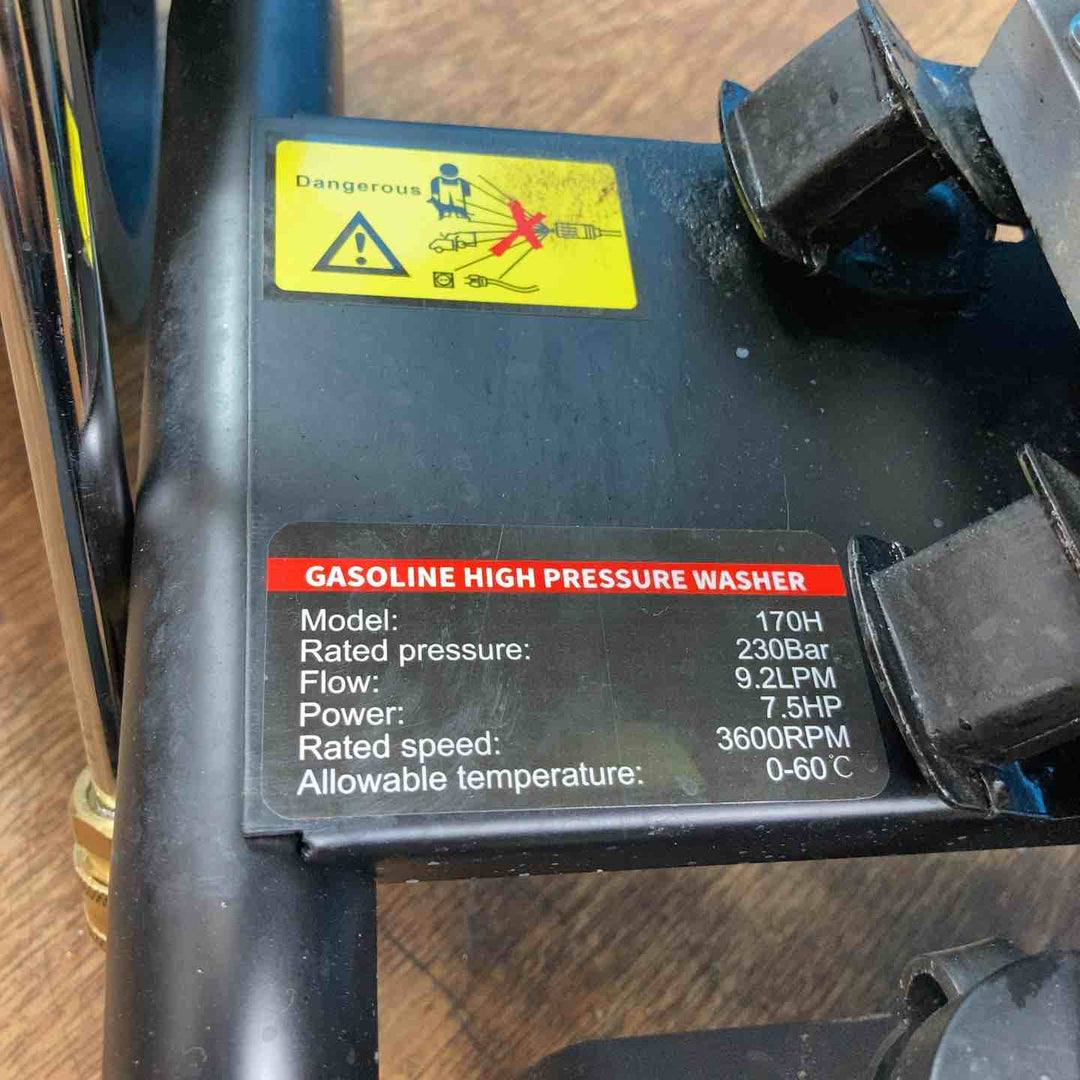 Dangerous
GASOLINE HIGH PRESSURE WASHER
Model: 170H
Rated pressure: 230Bar
Flow: 9.2LPM
Power: 7.5HP
Rated speed: 3600RPM
Allowable temperature: 0-60℃